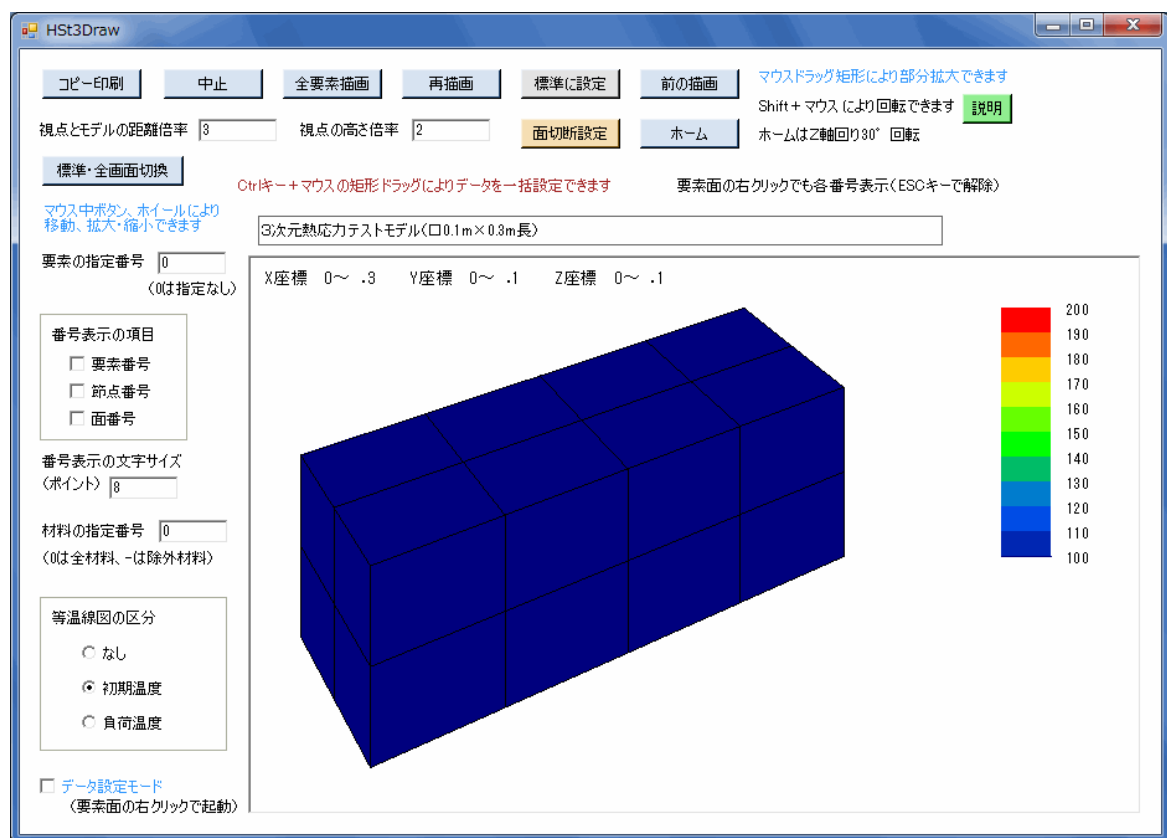 HSt3Draw
コピー印刷 中止 全要素描画 再描画 標準に設定 前の描画
マウスドラッグ矩形により部分拡大できます
Shift+マウス により回転できます 説明
視点とモデルの距離倍率 3 視点の高さ倍率 2 面切断設定 ホーム ホームはZ軸回り30° 回転
標準・全画面切換
Ctrlキー+マウスの矩形ドラッグによりデータを一括設定できます 要素面の右クリックでも各番号表示(ESCキーで解除)
マウス中ボタン、ホイールにより
移動、拡大・縮小できます
3次元熱応力テストモデル(口0.1m×0.3m長)
要素の指定番号 0
(0は指定なし)
X座標 0~ .3 Y座標 0~ .1 Z座標 0~ .1
番号表示の項目
要素番号
節点番号
面番号
番号表示の文字サイズ
(ポイント) 8
材料の指定番号 0
(0は全材料、-は除外材料)
等温線図の区分
なし
初期温度
負荷温度
データ設定モード
(要素面の右クリックで起動)
200
190
180
170
160
150
140
130
120
110
100